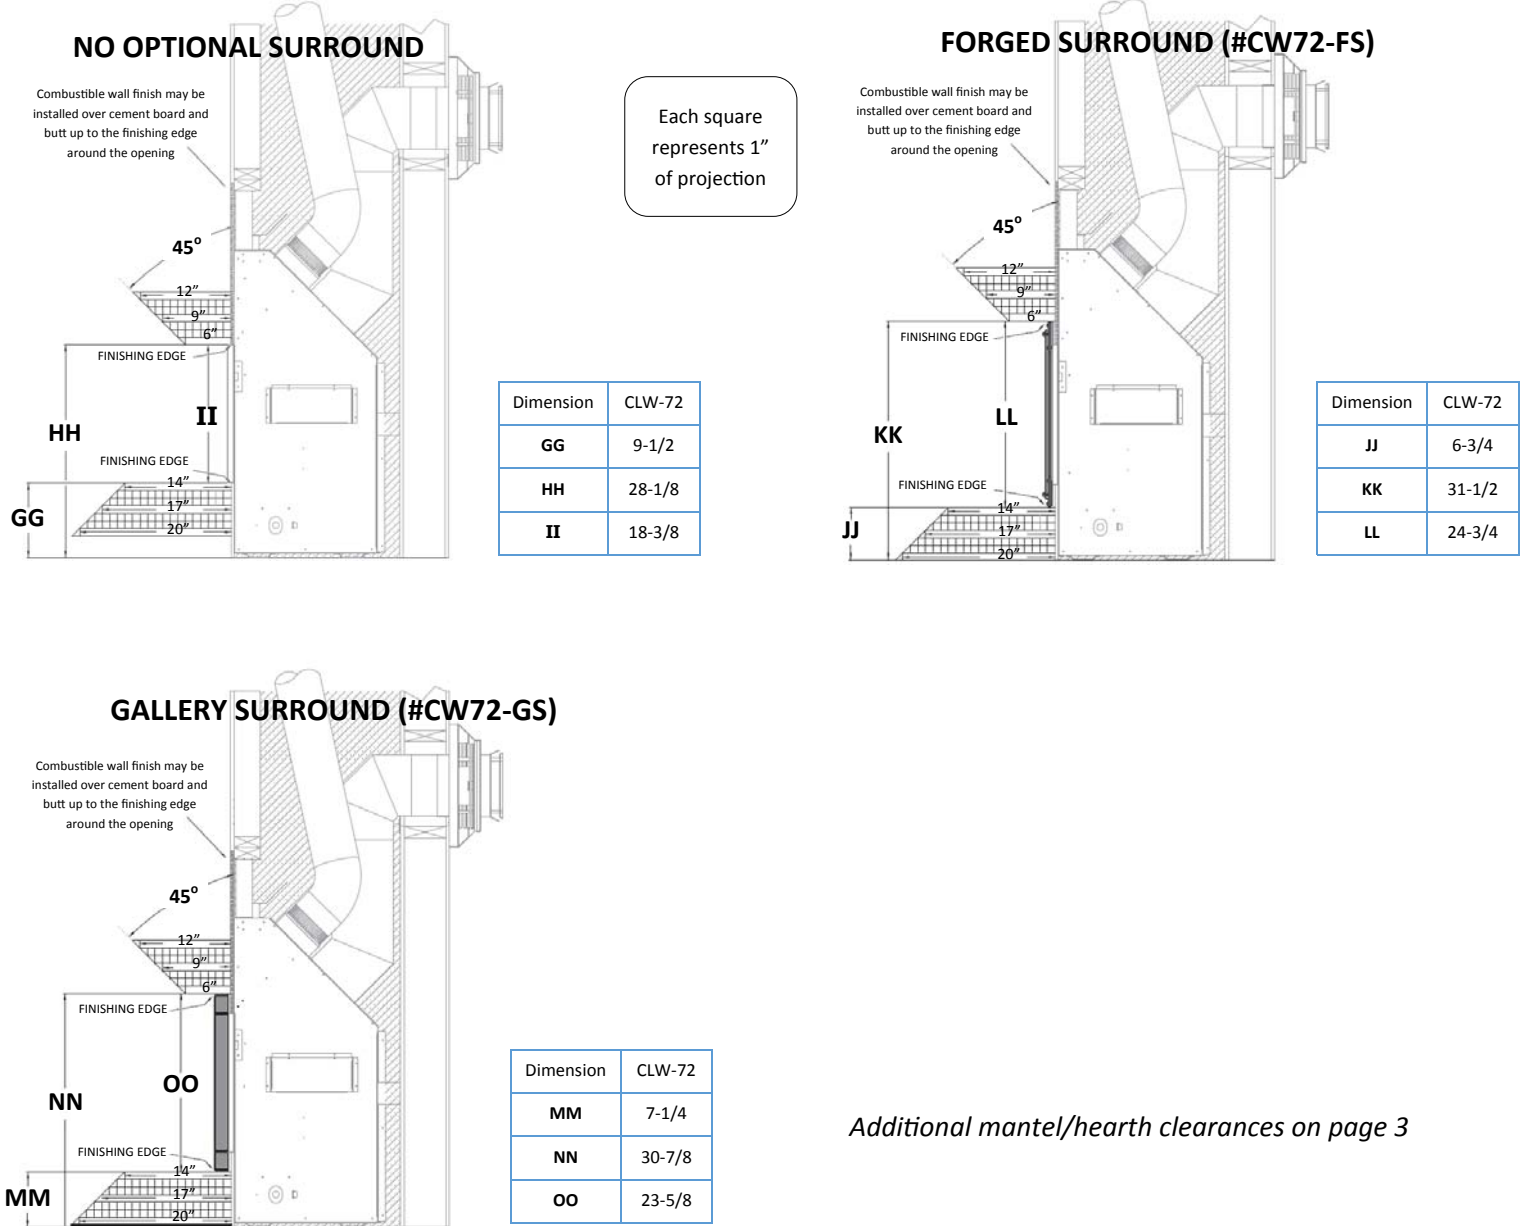 NO OPTIONAL SURROUND
Combustible wall finish may be
installed over cement board and
butt up to the finishing edge
around the opening
45°
12”
9”
6”
FINISHING EDGE
II
HH
FINISHING EDGE
14”
17”
GG
20”
Each square
represents 1”
of projection
Dimension CLW-72
GG 9-1/2
HH 28-1/8
II 18-3/8
FORGED SURROUND (#CW72-FS)
Combustible wall finish may be
installed over cement board and
butt up to the finishing edge
around the opening
45°
12”
9”
6”
FINISHING EDGE
LL
KK
FINISHING EDGE
14”
17”
JJ
20”
Dimension CLW-72
JJ 6-3/4
KK 31-1/2
LL 24-3/4
GALLERY SURROUND (#CW72-GS)
Combustible wall finish may be
installed over cement board and
butt up to the finishing edge
around the opening
45°
12”
9”
6”
FINISHING EDGE
OO
NN
FINISHING EDGE
14”
17”
MM
20”
Dimension CLW-72
MM 7-1/4
NN 30-7/8
OO 23-5/8
Additional mantel/hearth clearances on page 3